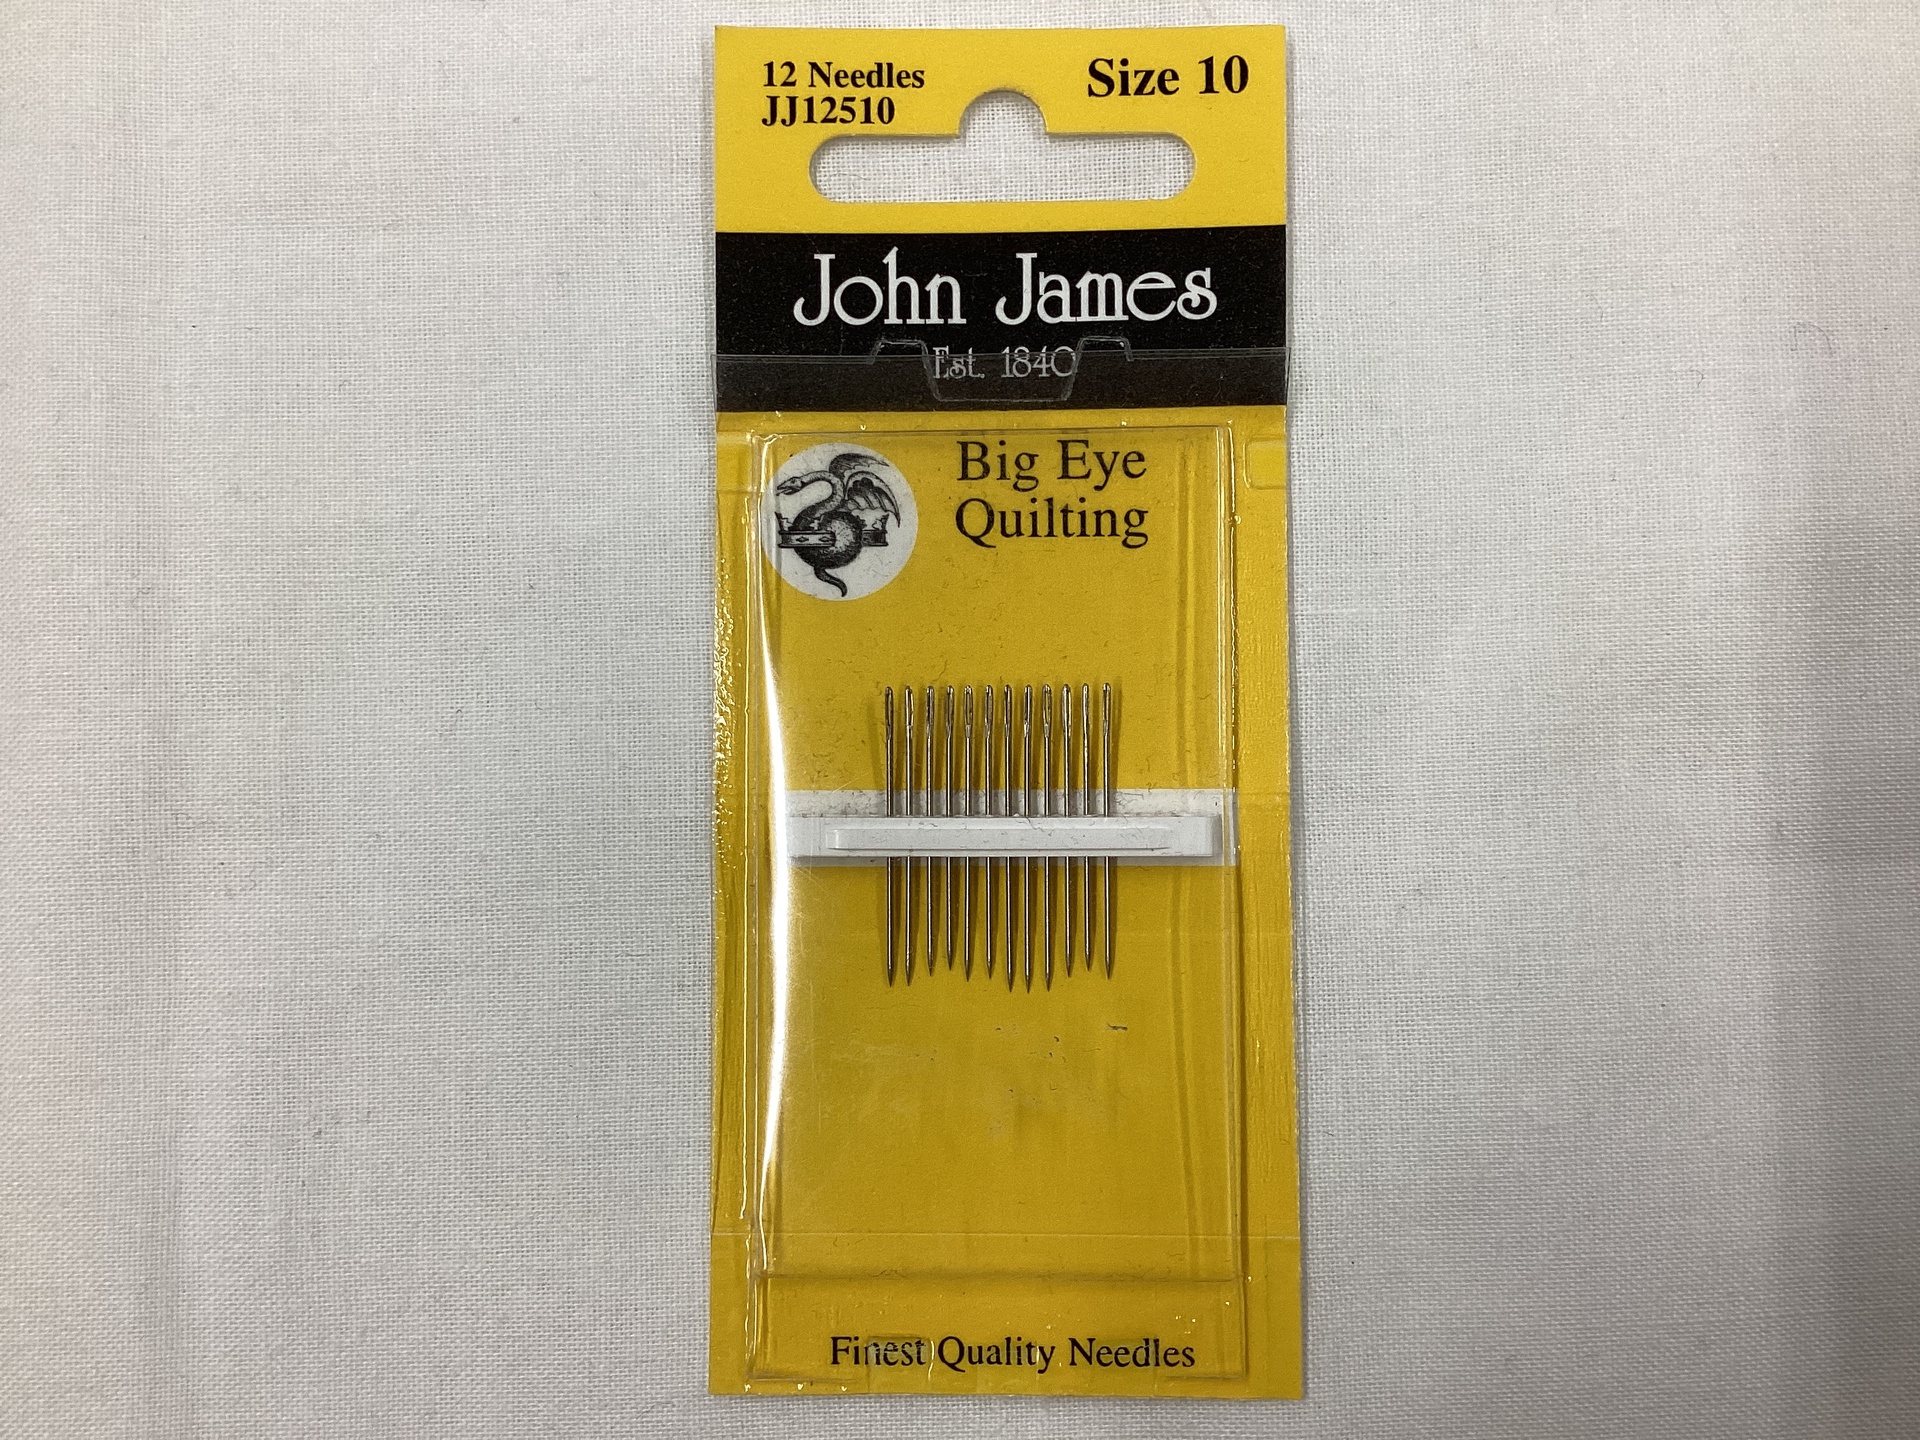 12 Needles
JJ12510
Size 10
John James
Est. 1840
Big Eye
Quilting
Finest Quality Needles